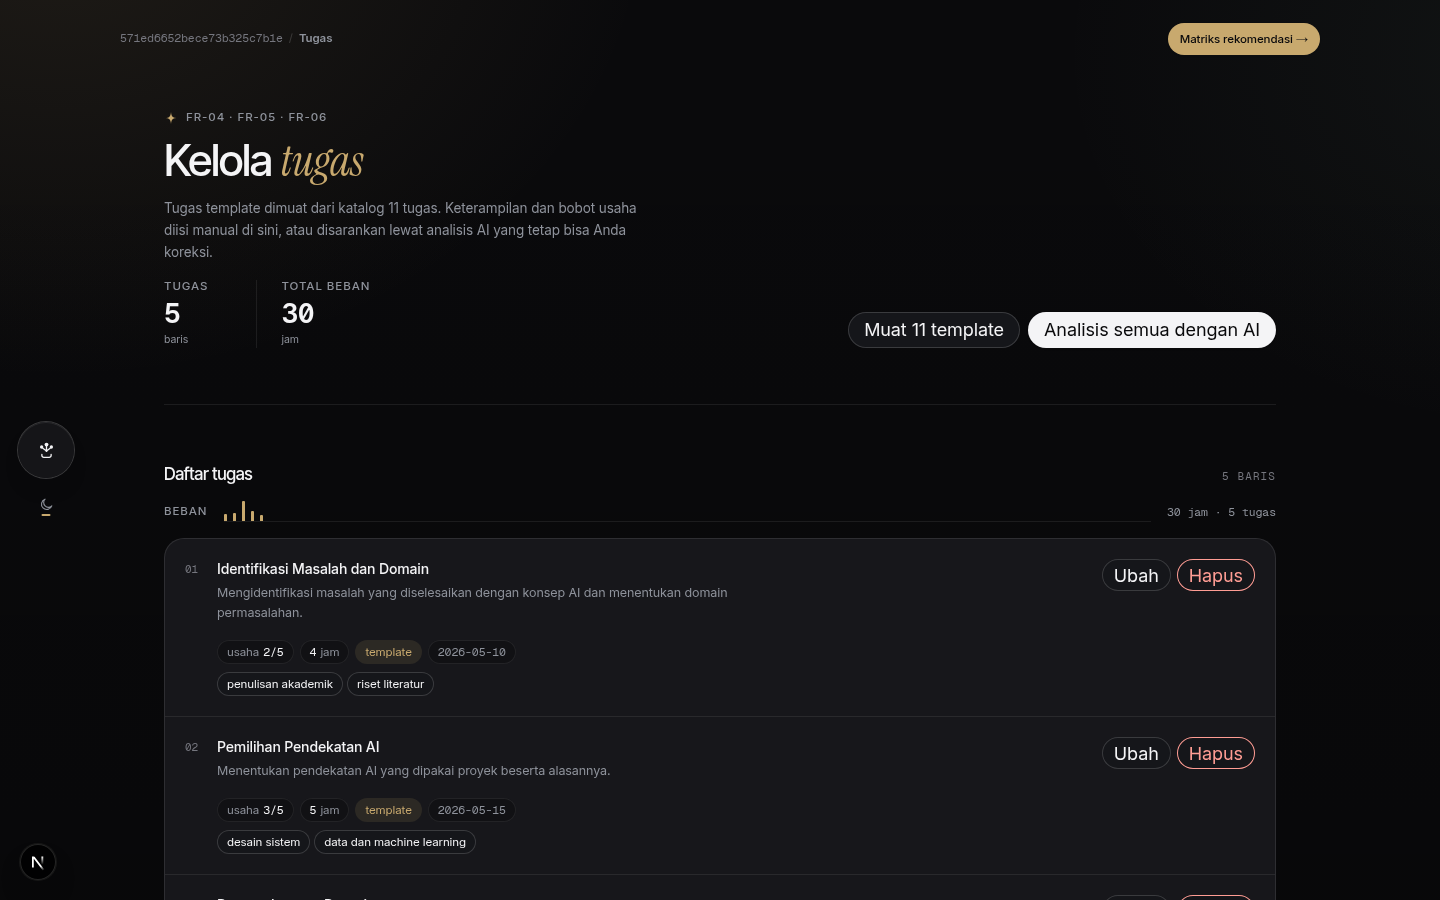 571ed6652bece73b325c7b1e / Tugas
Matriks rekomendasi →
FR-04 · FR-05 · FR-06
Kelola tugas
Tugas template dimuat dari katalog 11 tugas. Keterampilan dan bobot usaha
diisi manual di sini, atau disarankan lewat analisis AI yang tetap bisa Anda
koreksi.
TUGAS
5
baris
TOTAL BEBAN
30
jam
Muat 11 template
Analisis semua dengan AI
Daftar tugas
5 BARIS
BEBAN
30 jam · 5 tugas
01
Identifikasi Masalah dan Domain
Mengidentifikasi masalah yang diselesaikan dengan konsep AI dan menentukan domain
permasalahan.
usaha 2/5
4 jam
template
2026-05-10
penulisan akademik
riset literatur
Ubah
Hapus
02
Pemilihan Pendekatan AI
Menentukan pendekatan AI yang dipakai proyek beserta alasannya.
usaha 3/5
5 jam
template
2026-05-15
desain sistem
data dan machine learning
Ubah
Hapus
N